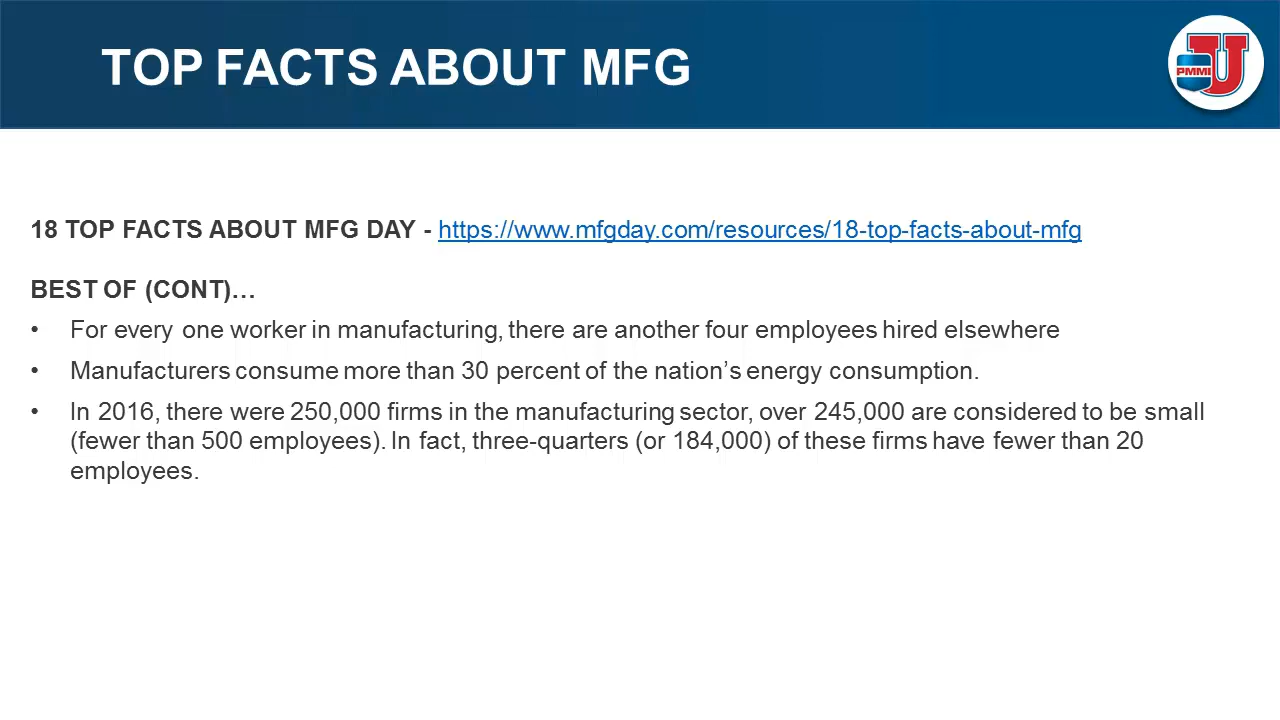 TOP FACTS ABOUT MFG
PMMI U
18 TOP FACTS ABOUT MFG DAY - https://www.mfgday.com/resources/18-top-facts-about-mfg
BEST OF (CONT)…
• For every one worker in manufacturing, there are another four employees hired elsewhere
• Manufacturers consume more than 30 percent of the nation’s energy consumption.
• In 2016, there were 250,000 firms in the manufacturing sector, over 245,000 are considered to be small
(fewer than 500 employees). In fact, three-quarters (or 184,000) of these firms have fewer than 20
employees.